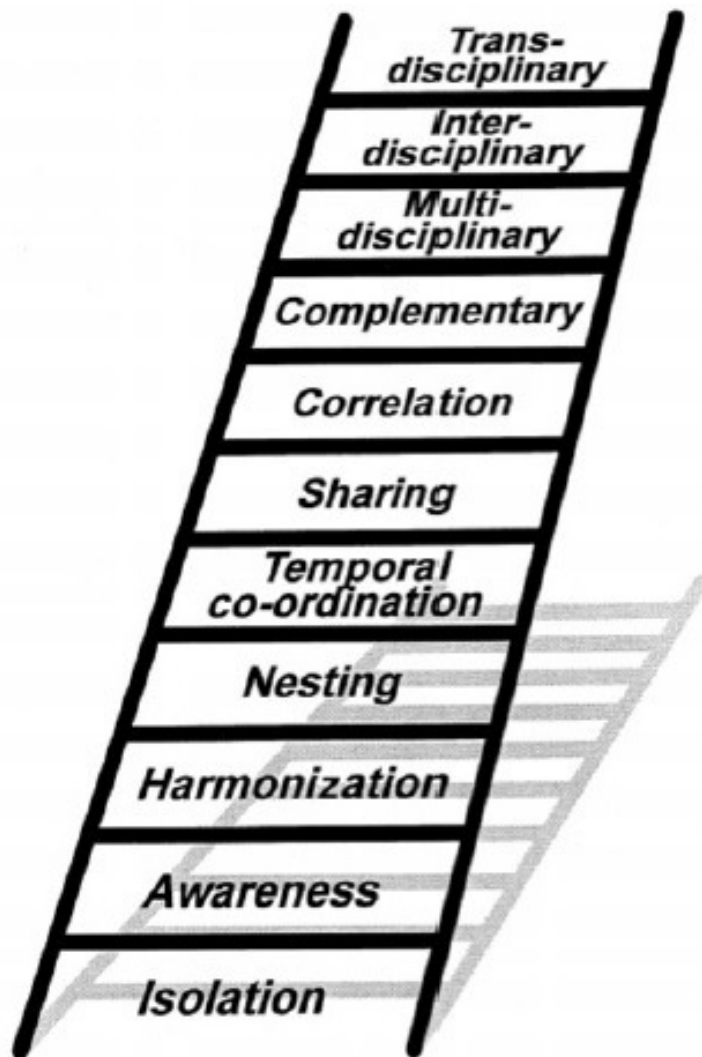 Trans-
disciplinary
Inter-
disciplinary
Multi-
disciplinary
Complementary
Correlation
Sharing
Temporal
co-ordination
Nesting
Harmonization
Awareness
Isolation